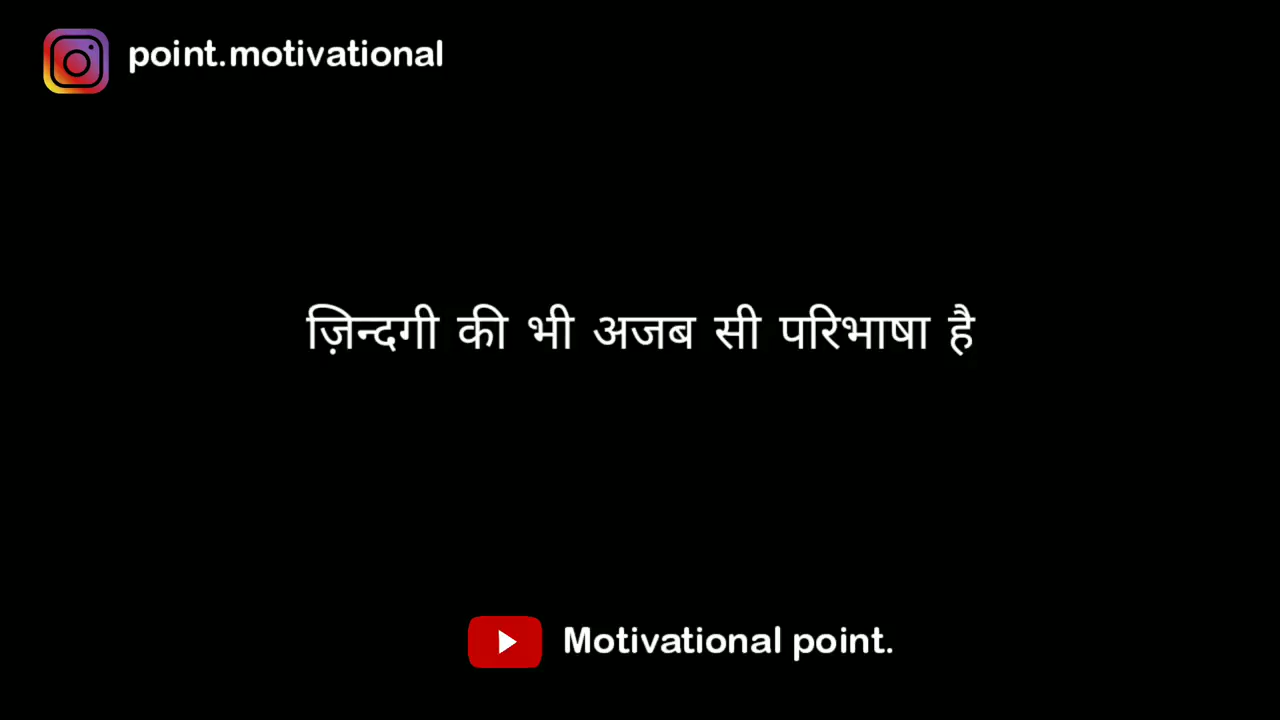 point.motivational
ज़िन्दगी की भी अजब सी परिभाषा है
Motivational point.